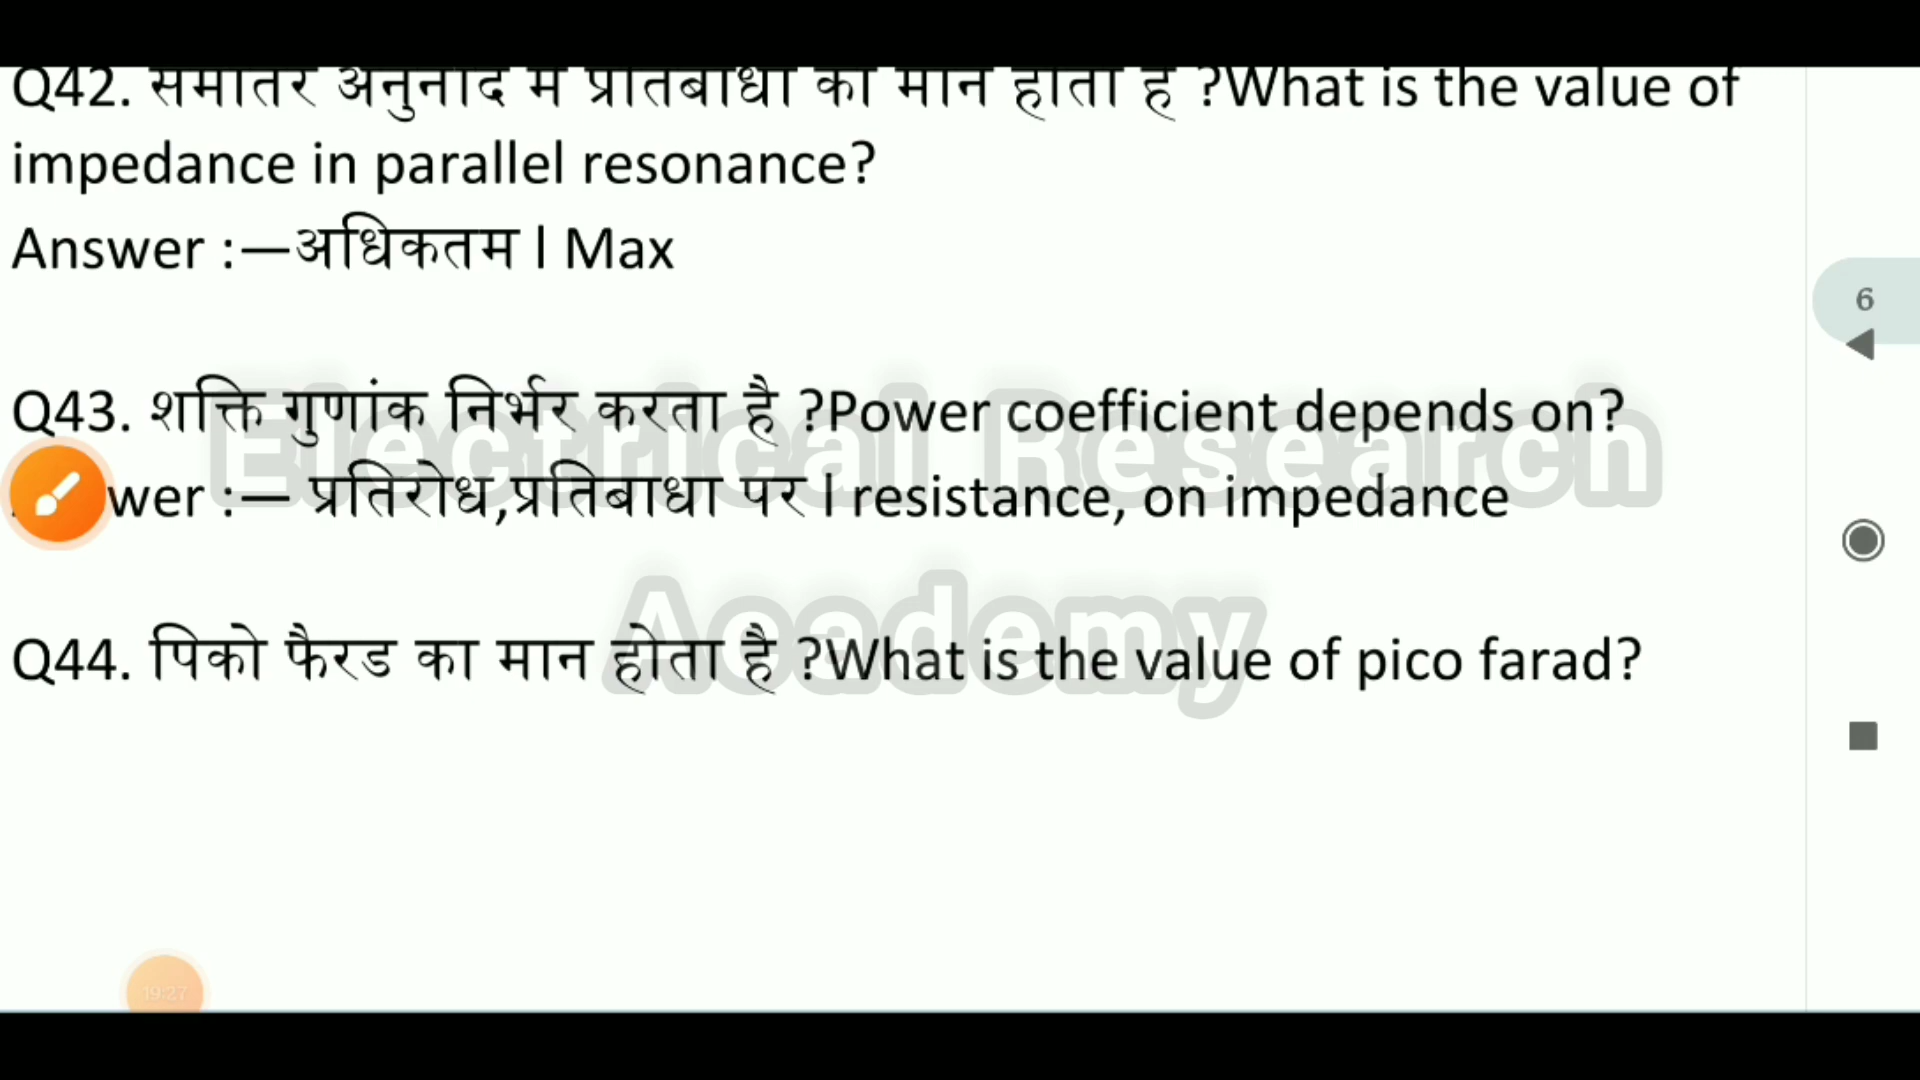 Q42. समांतर अनुनाद में प्रतिबाधा का मान होता है ?What is the value of
impedance in parallel resonance?
Answer :—अधिकतम l Max
6
Q43. शक्ति गुणांक निर्भर करता है ?Power coefficient depends on?
wer :— प्रतिरोध,प्रतिबाधा पर l resistance, on impedance
Electrical Research
Academy
Q44. पिको फैरड का मान होता है ?What is the value of pico farad?
19:27